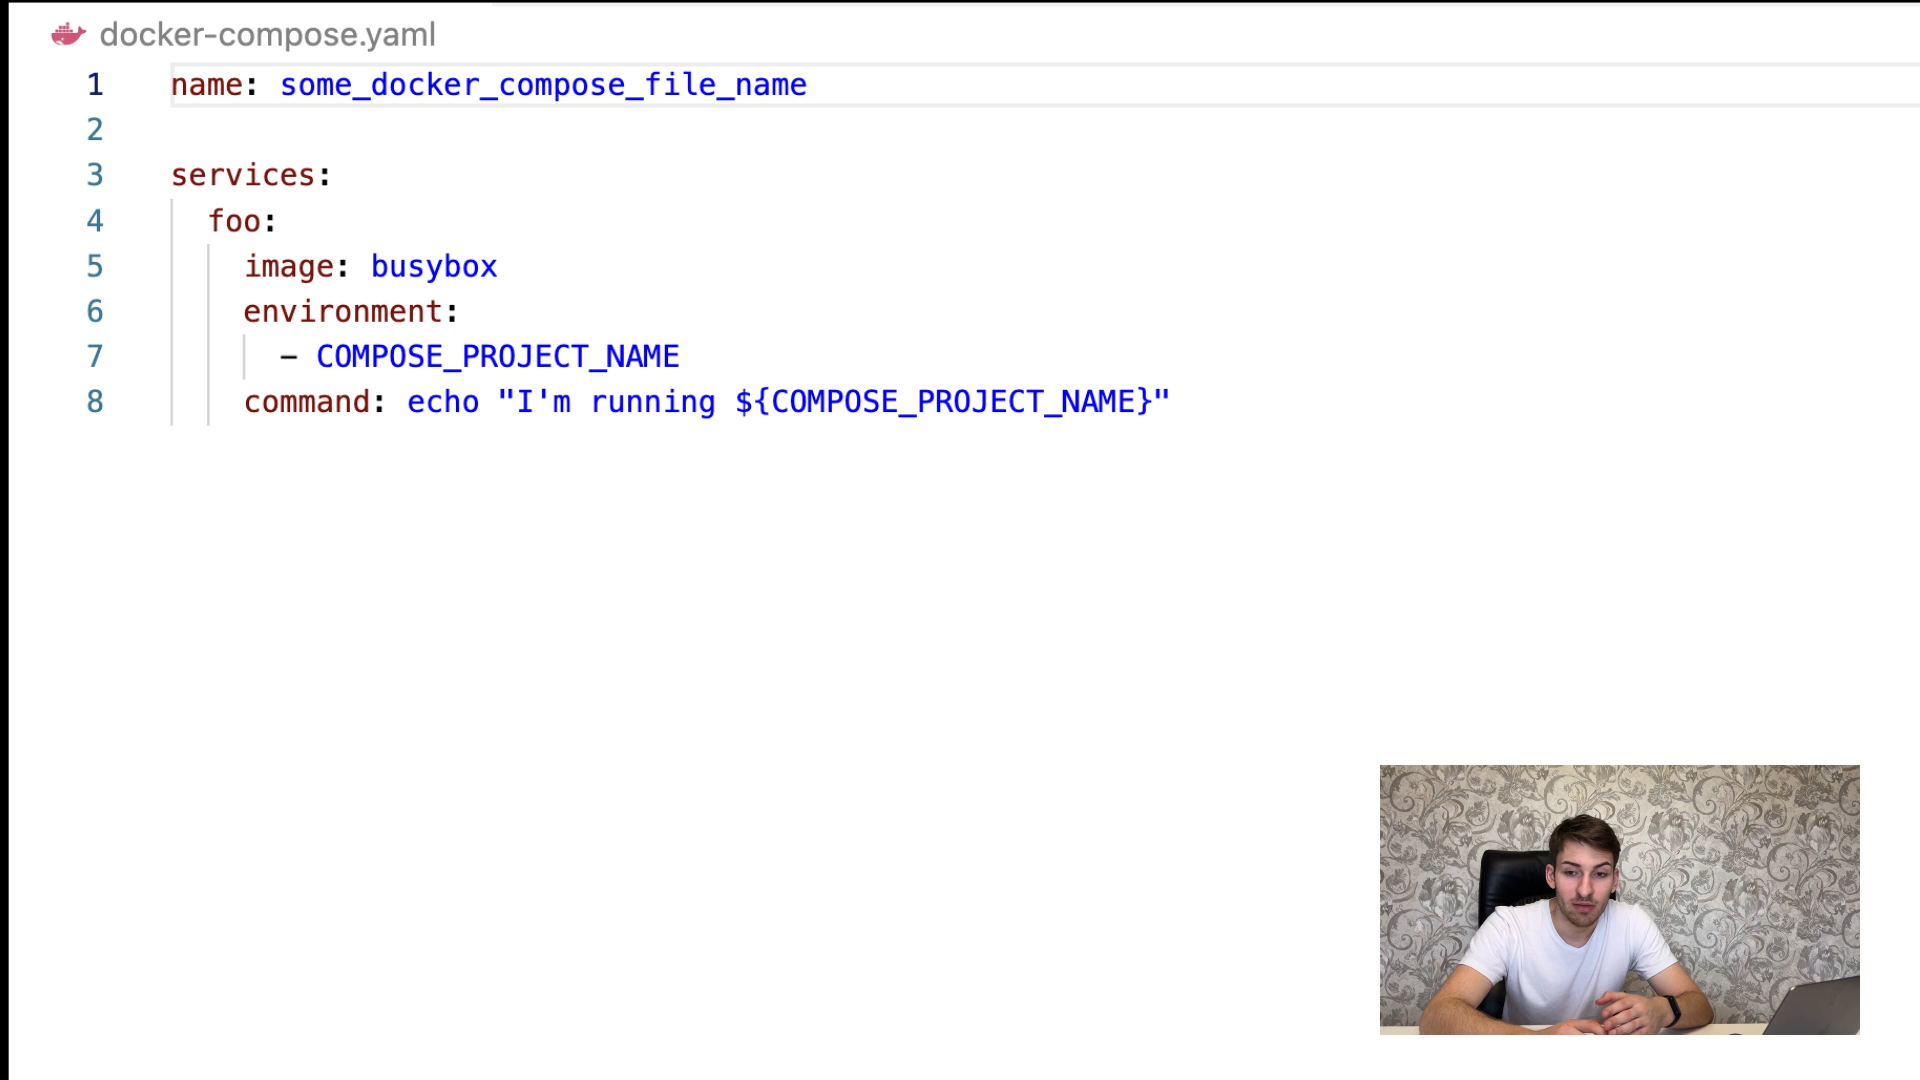 docker-compose.yaml
1 name: some_docker_compose_file_name
2
3 services:
4 foo:
5 image: busybox
6 environment:
7 - COMPOSE_PROJECT_NAME
8 command: echo "I'm running ${COMPOSE_PROJECT_NAME}"